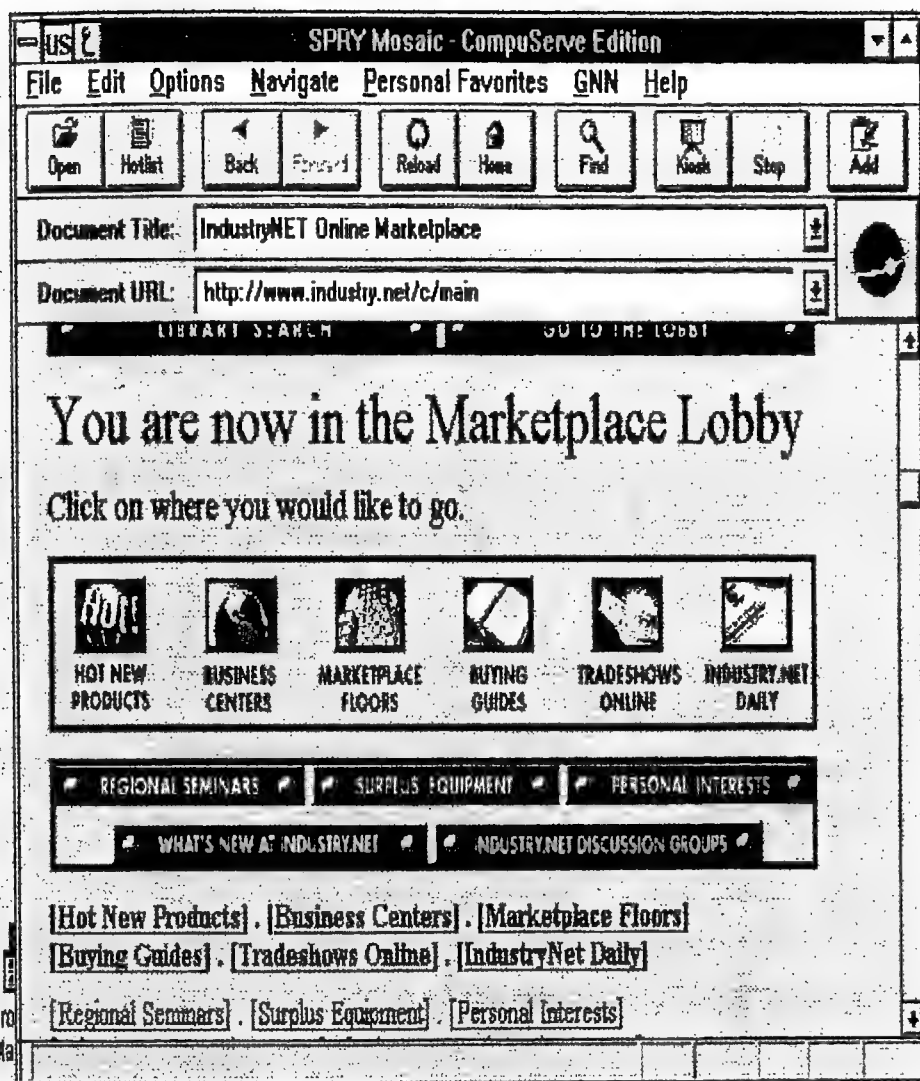 US SPRY Mosaic - CompuServe Edition
File Edit Options Navigate Personal Favorites GNN Help
Open Hotlist Back Forward Reload Home Find Kiosk Stop Add
Document Title: IndustryNET Online Marketplace
Document URL: http://www.industry.net/c/main
LIBRARY SEARCH GO TO THE LOBBY
You are now in the Marketplace Lobby
Click on where you would like to go.
HOT!
HOT NEW PRODUCTS
BUSINESS CENTERS
MARKETPLACE FLOORS
BUYING GUIDES
TRADESHOWS ONLINE
INDUSTRY.NET DAILY
REGIONAL SEMINARS SURPLUS EQUIPMENT PERSONAL INTERESTS
WHAT'S NEW AT INDUSTRY.NET INDUSTRY.NET DISCUSSION GROUPS
[Hot New Products] . [Business Centers] . [Marketplace Floors]
[Buying Guides] . [Tradeshows Online] . [IndustryNet Daily]
[Regional Seminars] . [Surplus Equipment] . [Personal Interests]